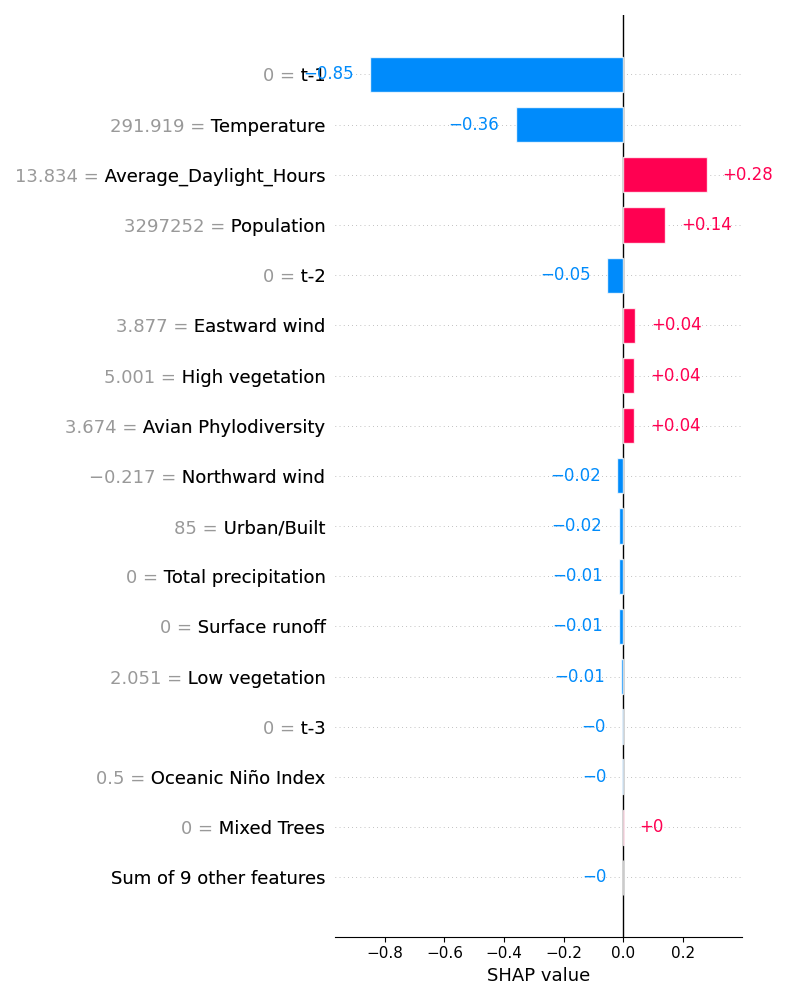 0 = t-1 −0.85
291.919 = Temperature −0.36
13.834 = Average_Daylight_Hours +0.28
3297252 = Population +0.14
0 = t-2 −0.05
3.877 = Eastward wind +0.04
5.001 = High vegetation +0.04
3.674 = Avian Phylodiversity +0.04
−0.217 = Northward wind −0.02
85 = Urban/Built −0.02
0 = Total precipitation −0.01
0 = Surface runoff −0.01
2.051 = Low vegetation −0.01
0 = t-3 −0
0.5 = Oceanic Niño Index −0
0 = Mixed Trees +0
Sum of 9 other features −0
−0.8 −0.6 −0.4 −0.2 0.0 0.2
SHAP value